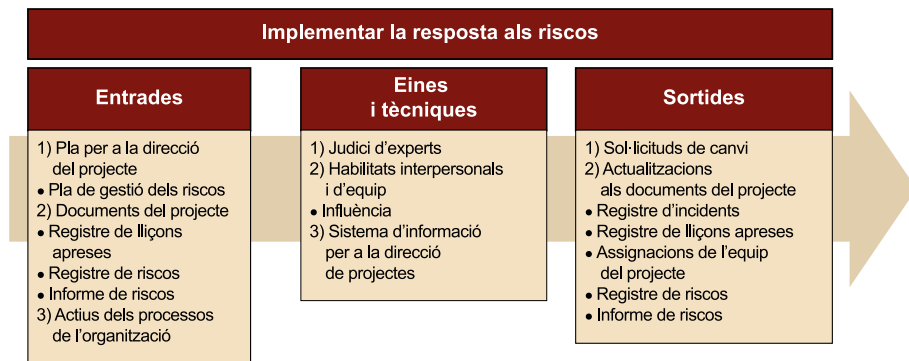 Implementar la resposta als riscos
Entrades
1) Pla per a la direcció
del projecte
• Pla de gestió dels riscos
2) Documents del projecte
• Registre de lliçons
apreses
• Registre de riscos
• Informe de riscos
3) Actius dels processos
de l’organització
Eines
i tècniques
1) Judici d’experts
2) Habilitats interpersonals
i d’equip
• Influència
3) Sistema d’informació
per a la direcció
de projectes
Sortides
1) Sol·licituds de canvi
2) Actualitzacions
als documents del projecte
• Registre d’incidents
• Registre de lliçons apreses
• Assignacions de l’equip
del projecte
• Registre de riscos
• Informe de riscos